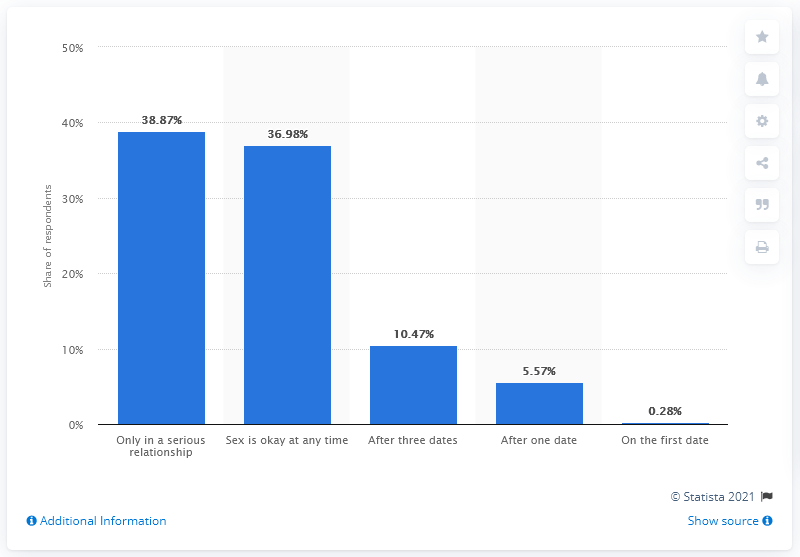 50%
40%
30%
20%
10%
0%
Share of respondents
38.87%
36.98%
10.47%
5.57%
0.28%
Only in a serious
relationship
Sex is okay at any time
After three dates
After one date
On the first date
© Statista 2021
Additional Information
Show source